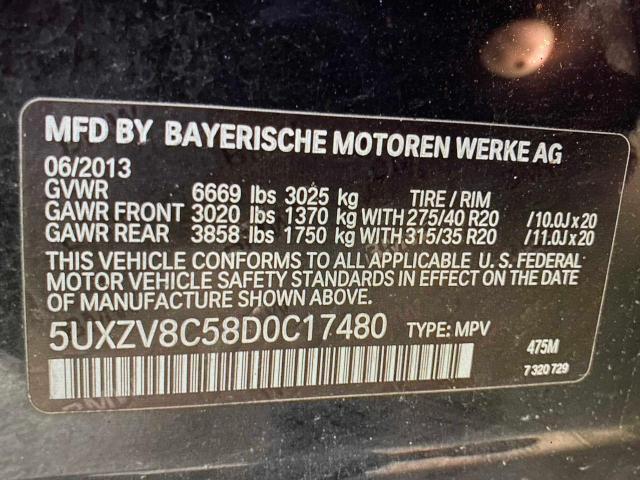 MFD BY BAYERISCHE MOTOREN WERKE AG
06/2013
GVWR 6669 lbs 3025 kg TIRE / RIM
GAWR FRONT 3020 lbs 1370 kg WITH 275/40 R20 /10.0J x 20
GAWR REAR 3858 lbs 1750 kg WITH 315/35 R20 /11.0J x 20
THIS VEHICLE CONFORMS TO ALL APPLICABLE U. S. FEDERAL
MOTOR VEHICLE SAFETY STANDARDS IN EFFECT ON THE DATE
OF MANUFACTURE SHOWN ABOVE.
5UXZV8C58D0C17480 TYPE: MPV 475M
7 320 729